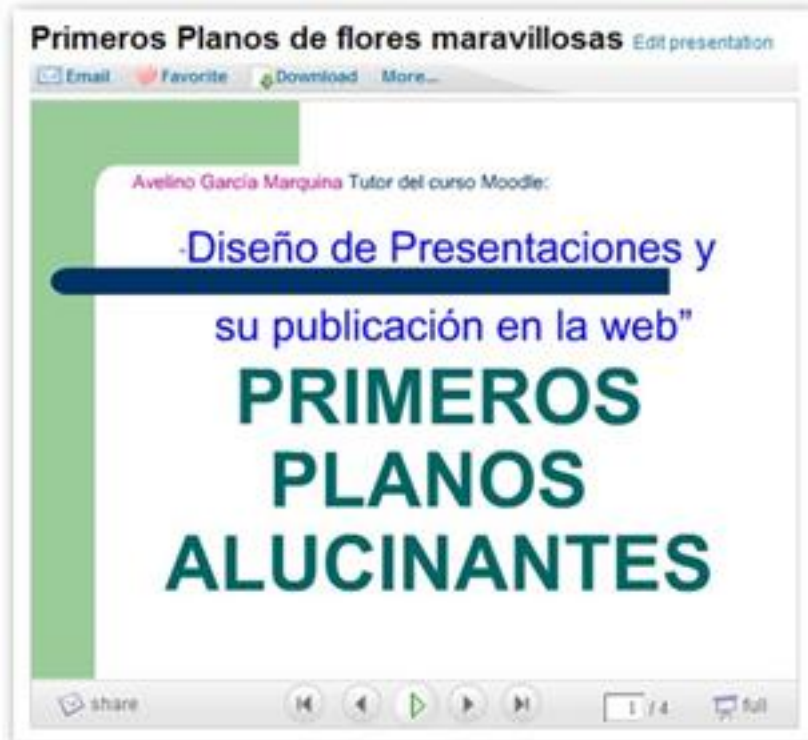 Primeros Planos de flores maravillosas Edit presentation
Email Favorite Download More...
Avelino García Marquina Tutor del curso Moodle:
-Diseño de Presentaciones y
su publicación en la web”
PRIMEROS
PLANOS
ALUCINANTES
share 1 / 4 full